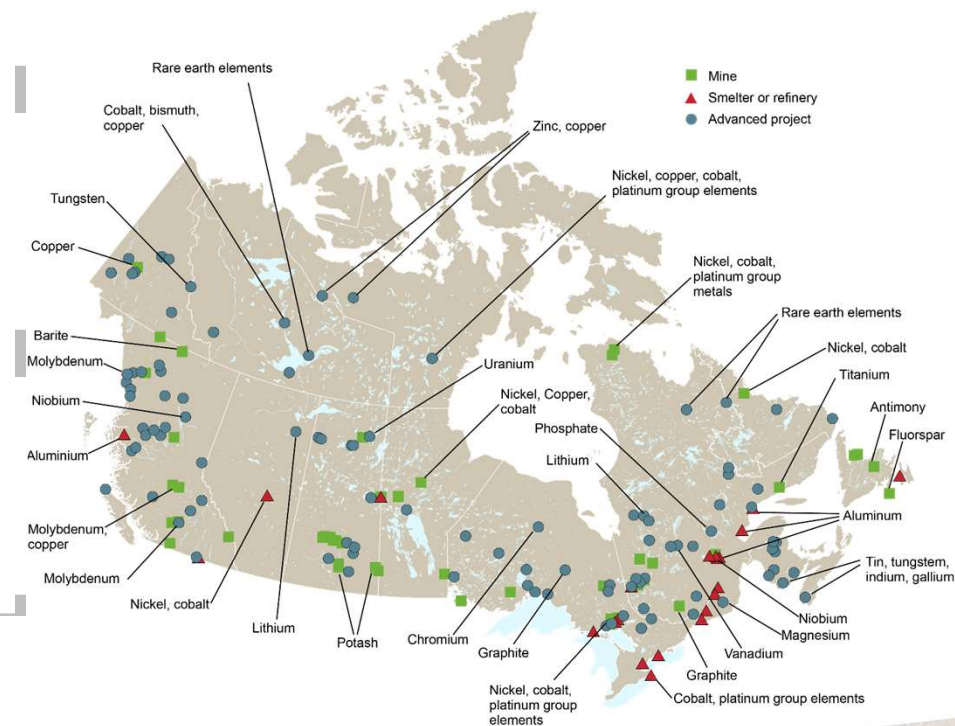 Rare earth elements
Mine
Smelter or refinery
Advanced project
Cobalt, bismuth,
copper
Zinc, copper
Nickel, copper, cobalt,
platinum group elements
Tungsten
Copper
Nickel, cobalt,
platinum group
metals
Rare earth elements
Barite
Molybdenum
Uranium
Nickel, cobalt
Nickel, Copper,
cobalt
Titanium
Niobium
Antimony
Phosphate
Fluorspar
Aluminium
Lithium
Aluminum
Molybdenum,
copper
Molybdenum
Tin, tungstem,
indium, gallium
Nickel, cobalt
Niobium
Lithium
Potash
Chromium
Magnesium
Graphite
Vanadium
Graphite
Nickel, cobalt,
platinum group
elements
Cobalt, platinum group elements